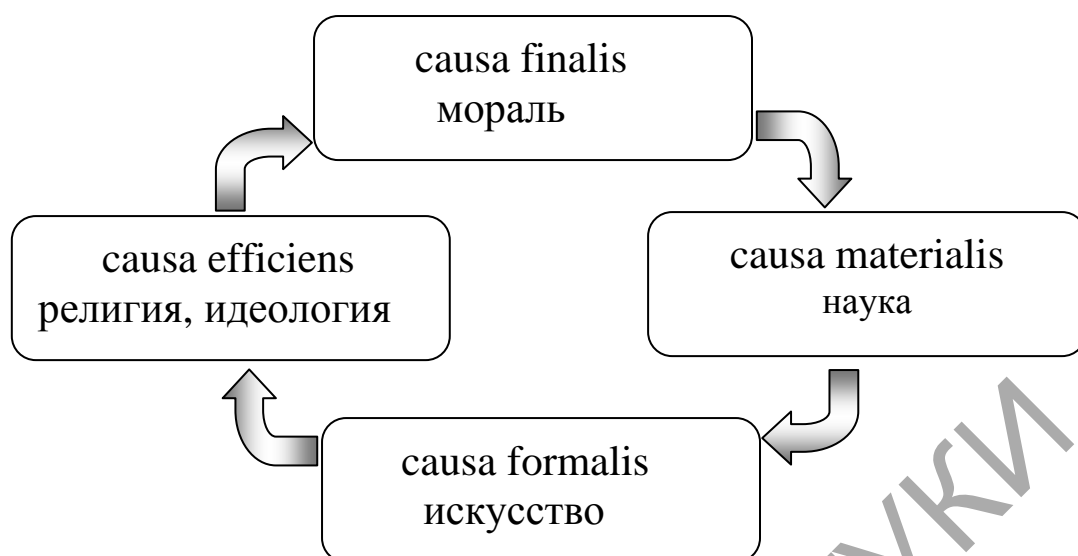 causa finalis
мораль
causa efficiens
религия, идеология
causa materialis
наука
causa formalis
искусство